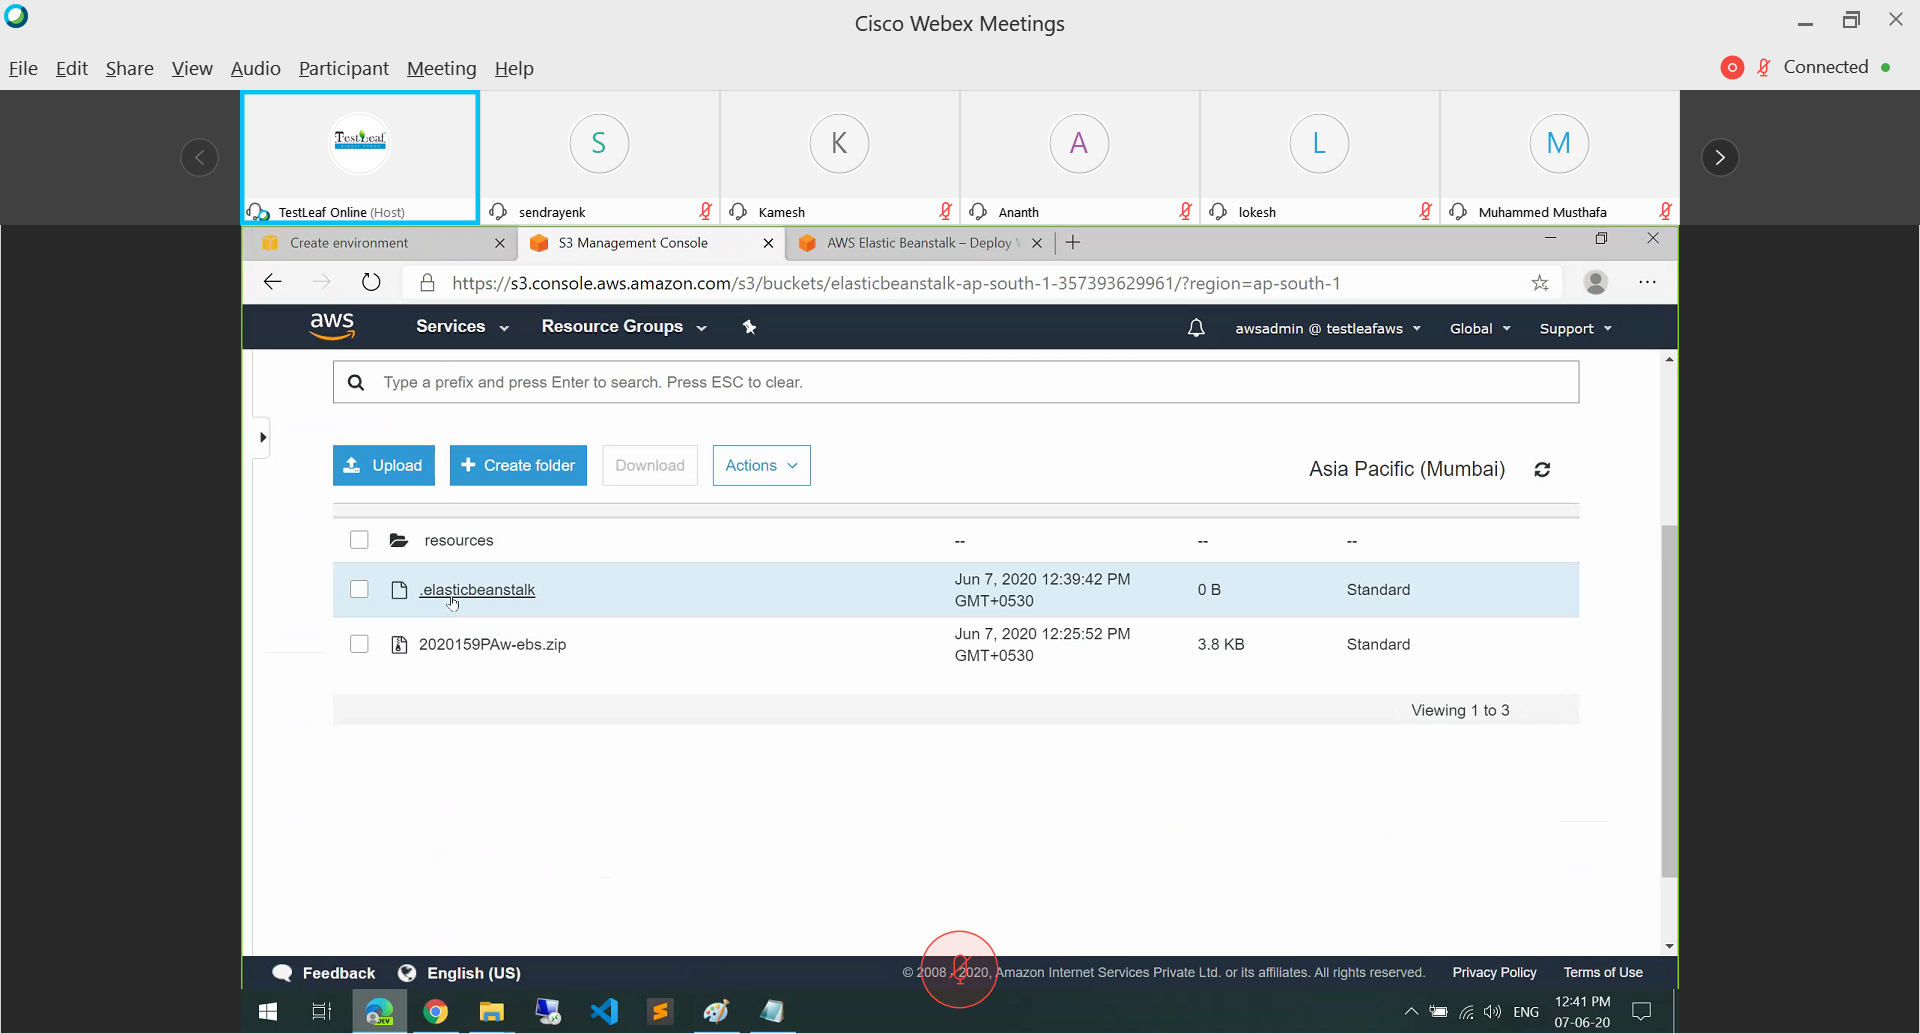 Cisco Webex Meetings
File Edit Share View Audio Participant Meeting Help
Connected
TestLeaf
S
K
A
L
M
TestLeaf Online (Host)
sendrayenk
Kamesh
Ananth
lokesh
Muhammed Musthafa
Create environment
S3 Management Console
AWS Elastic Beanstalk – Deploy
https://s3.console.aws.amazon.com/s3/buckets/elasticbeanstalk-ap-south-1-357393629961/?region=ap-south-1
aws
Services
Resource Groups
awsadmin @ testleafaws
Global
Support
Type a prefix and press Enter to search. Press ESC to clear.
Upload
Create folder
Download
Actions
Asia Pacific (Mumbai)
resources -- -- --
.elasticbeanstalk
Jun 7, 2020 12:39:42 PM
GMT+0530
0 B
Standard
2020159PAw-ebs.zip
Jun 7, 2020 12:25:52 PM
GMT+0530
3.8 KB
Standard
Viewing 1 to 3
Feedback
English (US)
© 2008 - 2020, Amazon Internet Services Private Ltd. or its affiliates. All rights reserved.
Privacy Policy
Terms of Use
DEV
ENG
12:41 PM
07-06-20